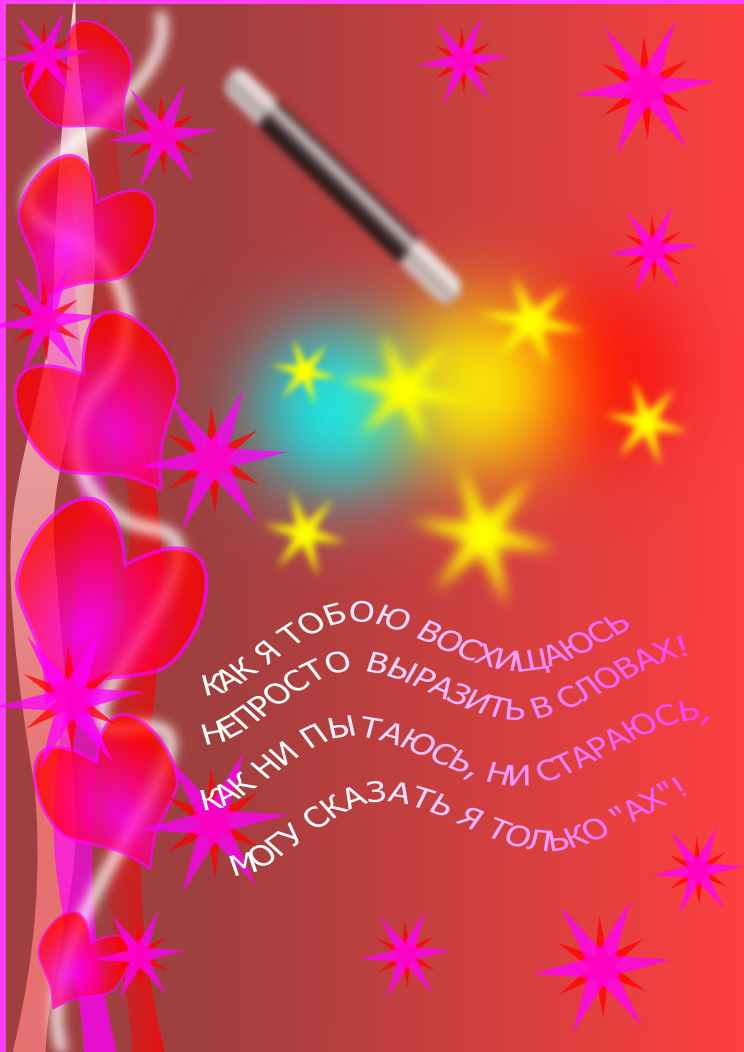 КАК Я ТОБОЮ ВОСХИЩАЮСЬ
НЕПРОСТО ВЫРАЗИТЬ В СЛОВАХ!
КАК НИ ПЫТАЮСЬ, НИ СТАРАЮСЬ,
МОГУ СКАЗАТЬ Я ТОЛЬКО "АХ"!